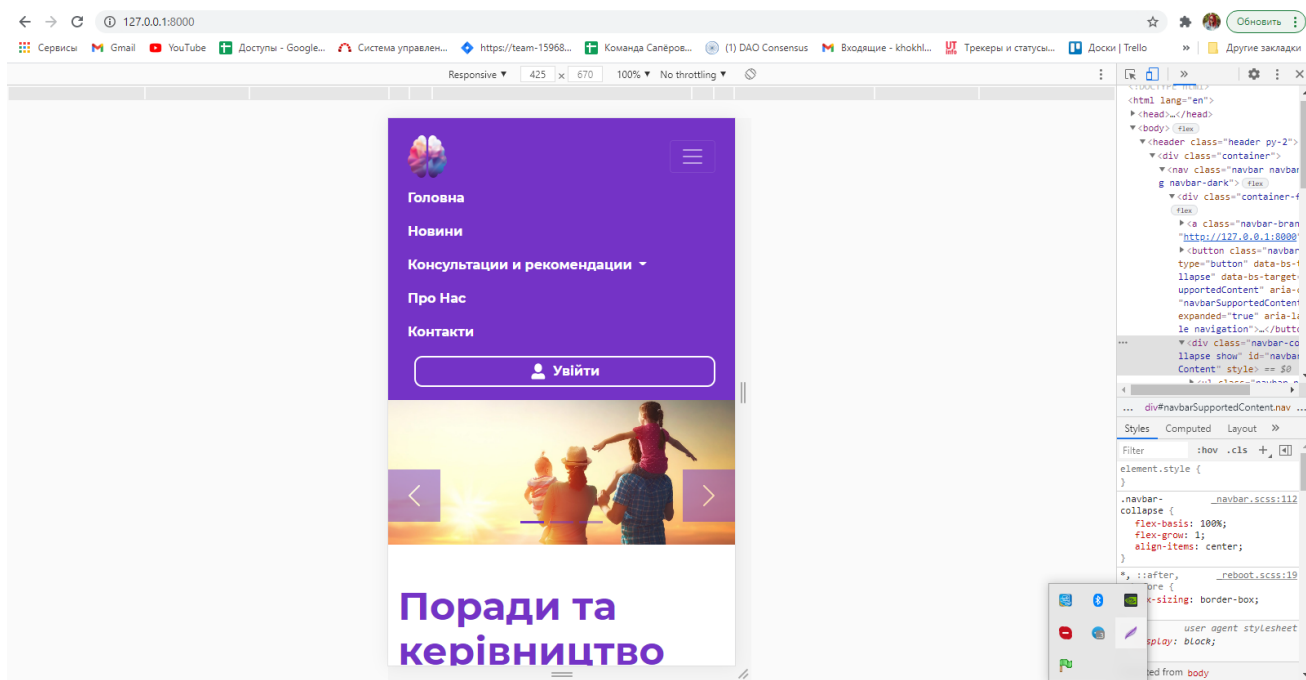 127.0.0.1:8000
Обновить
Сервисы Gmail YouTube Доступы - Google... Система управлен... https://team-15968... Команда Сапёров... (1) DAO Consensus Входящие - khokhl... Трекеры и статусы... Доски | Trello » Другие закладки
Responsive ▼ 425 x 670 100% ▼ No throttling ▼
<html lang="en">
▶<head>…</head>
▼<body> flex
▼<header class="header py-2">
▼<div class="container">
▼<nav class="navbar navbar
g navbar-dark"> flex
▼<div class="container-f
flex
▶<a class="navbar-bran
"http://127.0.0.1:8000"
▶<button class="navbar
type="button" data-bs-t
llapse" data-bs-target=
upportedContent" aria-c
"navbarSupportedContent
expanded="true" aria-la
le navigation">…</butto
▼<div class="navbar-co
llapse show" id="navbar
Content" style> == $0
... div#navbarSupportedContent.nav ...
Styles Computed Layout »
Filter :hov .cls +
element.style {
}
.navbar- _navbar.scss:112
collapse {
flex-basis: 100%;
flex-grow: 1;
align-items: center;
}
*, ::after, _reboot.scss:19
ore {
x-sizing: border-box;
user agent stylesheet
splay: block;
ted from body
Головна
Новини
Консультации и рекомендации
Про Нас
Контакти
Увійти
Поради та
керівництво